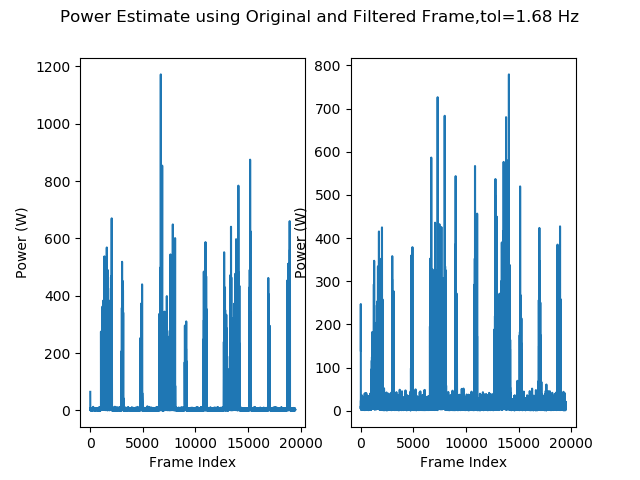 Power Estimate using Original and Filtered Frame,tol=1.68 Hz
1200
1000
800
600
400
200
0
Power (W)
0 5000 10000 15000 20000
Frame Index
800
700
600
500
400
300
200
100
0
Power (W)
0 5000 10000 15000 20000
Frame Index